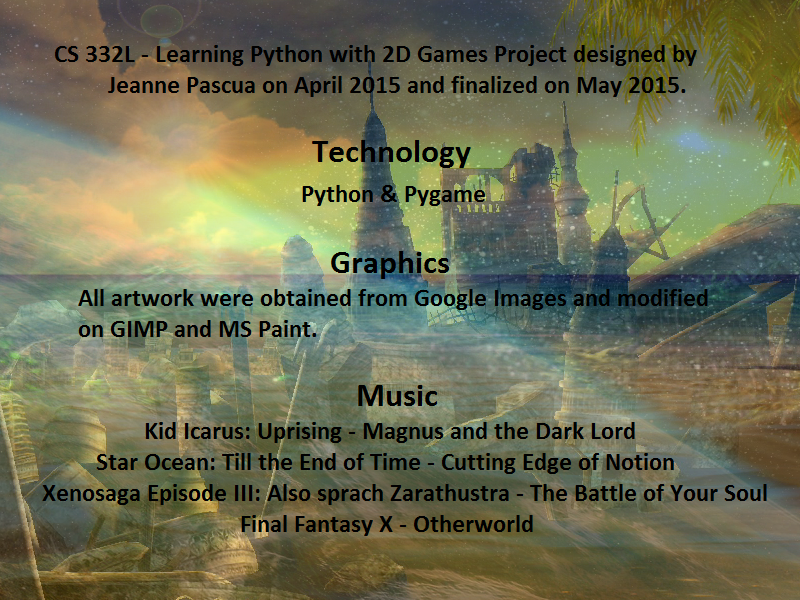 CS 332L - Learning Python with 2D Games Project designed by
Jeanne Pascua on April 2015 and finalized on May 2015.
Technology
Python & Pygame
Graphics
All artwork were obtained from Google Images and modified
on GIMP and MS Paint.
Music
Kid Icarus: Uprising - Magnus and the Dark Lord
Star Ocean: Till the End of Time - Cutting Edge of Notion
Xenosaga Episode III: Also sprach Zarathustra - The Battle of Your Soul
Final Fantasy X - Otherworld